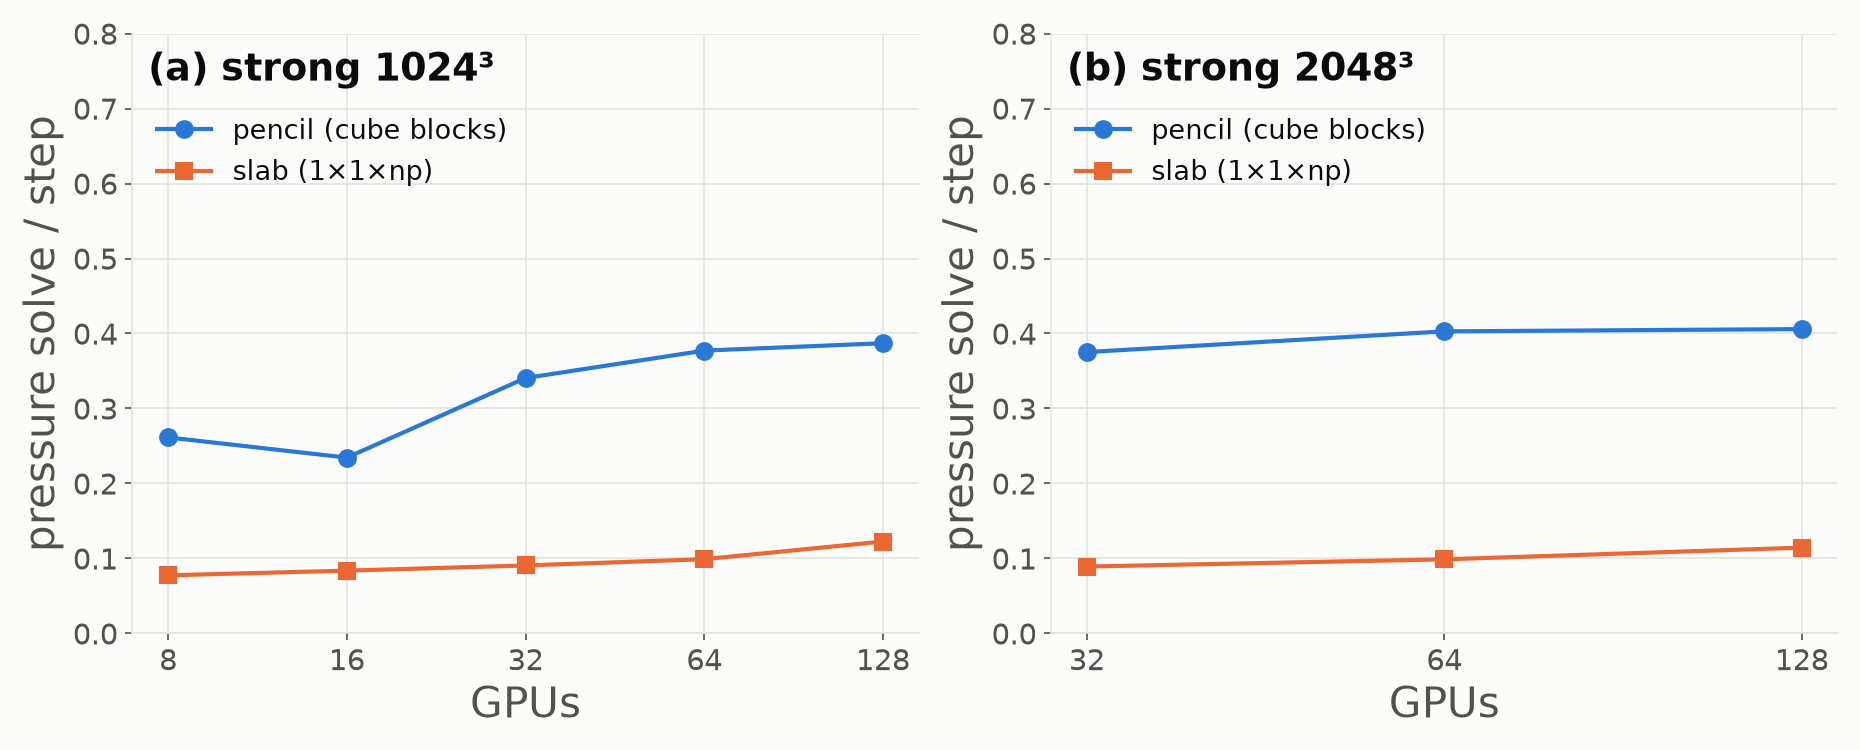 (a) strong 1024³
pencil (cube blocks)
slab (1×1×np)
pressure solve / step
0.8
0.7
0.6
0.5
0.4
0.3
0.2
0.1
0.0
8 16 32 64 128
GPUs
(b) strong 2048³
pencil (cube blocks)
slab (1×1×np)
pressure solve / step
0.8
0.7
0.6
0.5
0.4
0.3
0.2
0.1
0.0
32 64 128
GPUs